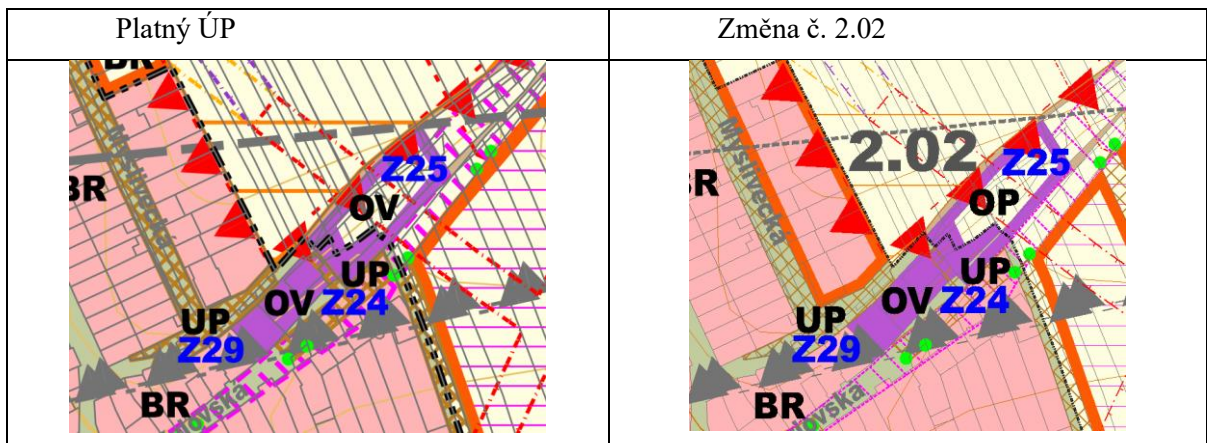 Platný ÚP
Změna č. 2.02
BR
BR
Z25
OV
UP
OV Z24
UP
Z29
BR
Myslivecká
BR
2.02
Z25
OP
UP
OV Z24
UP
Z29
BR